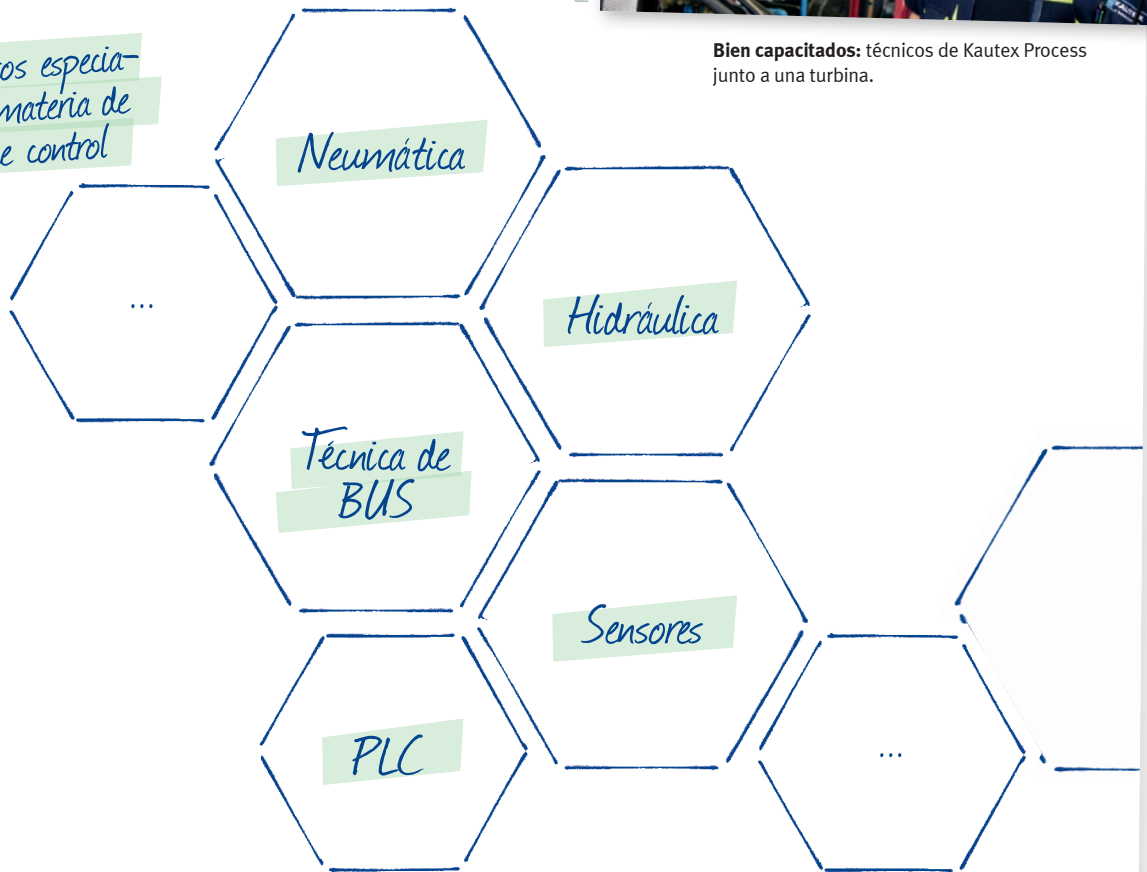 Bien capacitados: técnicos de Kautex Process
junto a una turbina.
especia-
materia de
control
Neumática
...
Hidráulica
Técnica de
BUS
Sensores
PLC
...